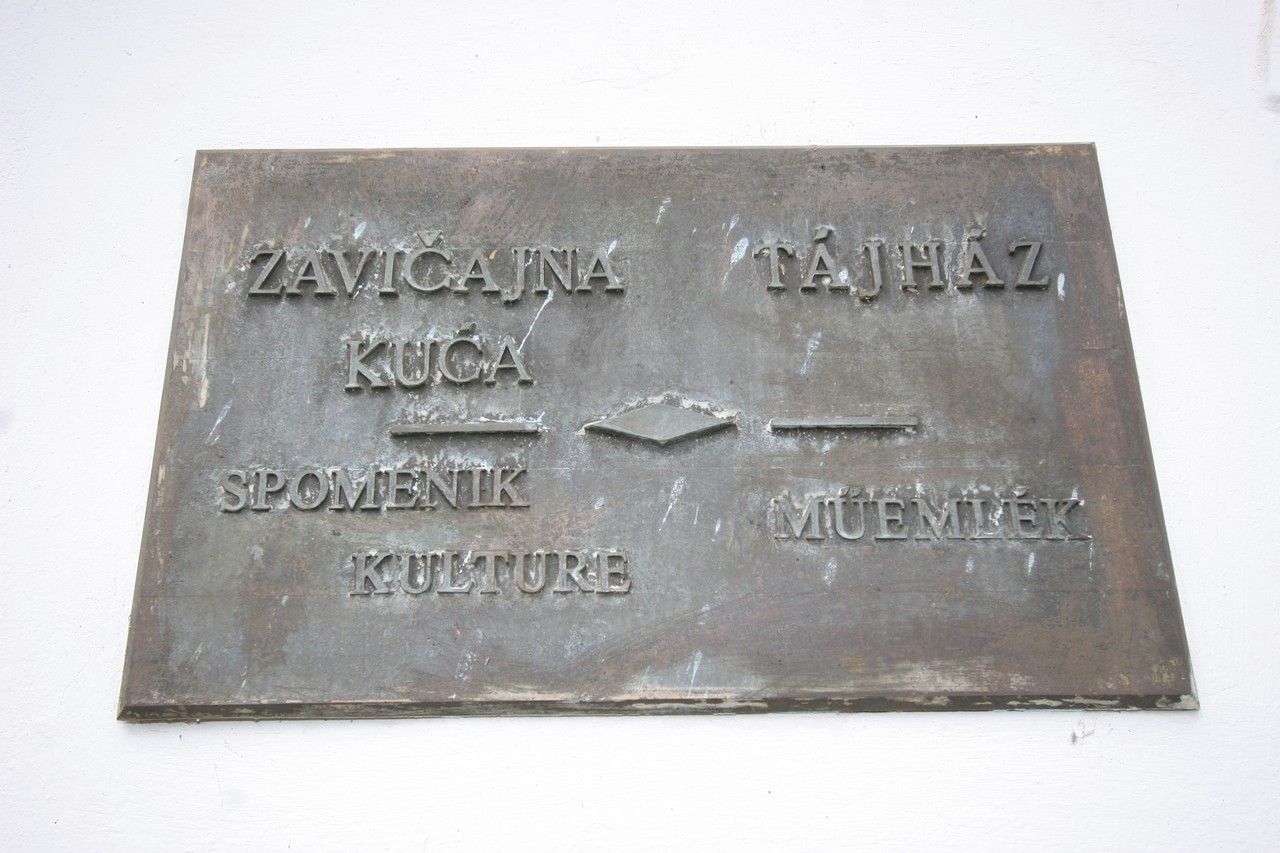 ZAVIČAJNA
KUĆA
SPOMENIK
KULTURE
TÁJHÁZ
MŰEMLÉK